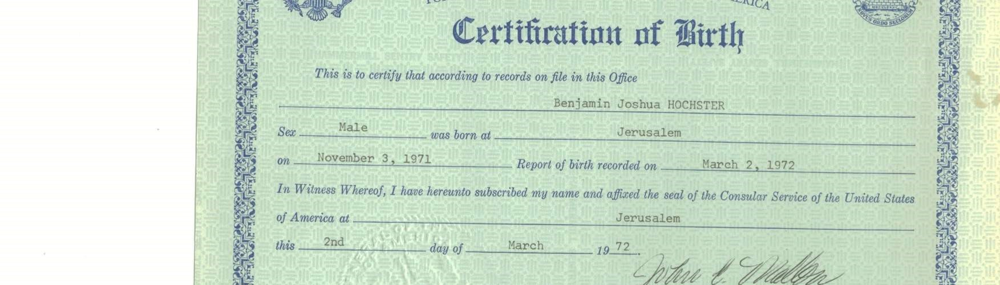 NOVUS ORDO SECLORUM
Certification of Birth
This is to certify that according to records on file in this Office
Benjamin Joshua HOCHSTER
Sex Male was born at Jerusalem
on November 3, 1971 Report of birth recorded on March 2, 1972
In Witness Whereof, I have hereunto subscribed my name and affixed the seal of the Consular Service of the United States
of America at Jerusalem
this 2nd day of March 1972.